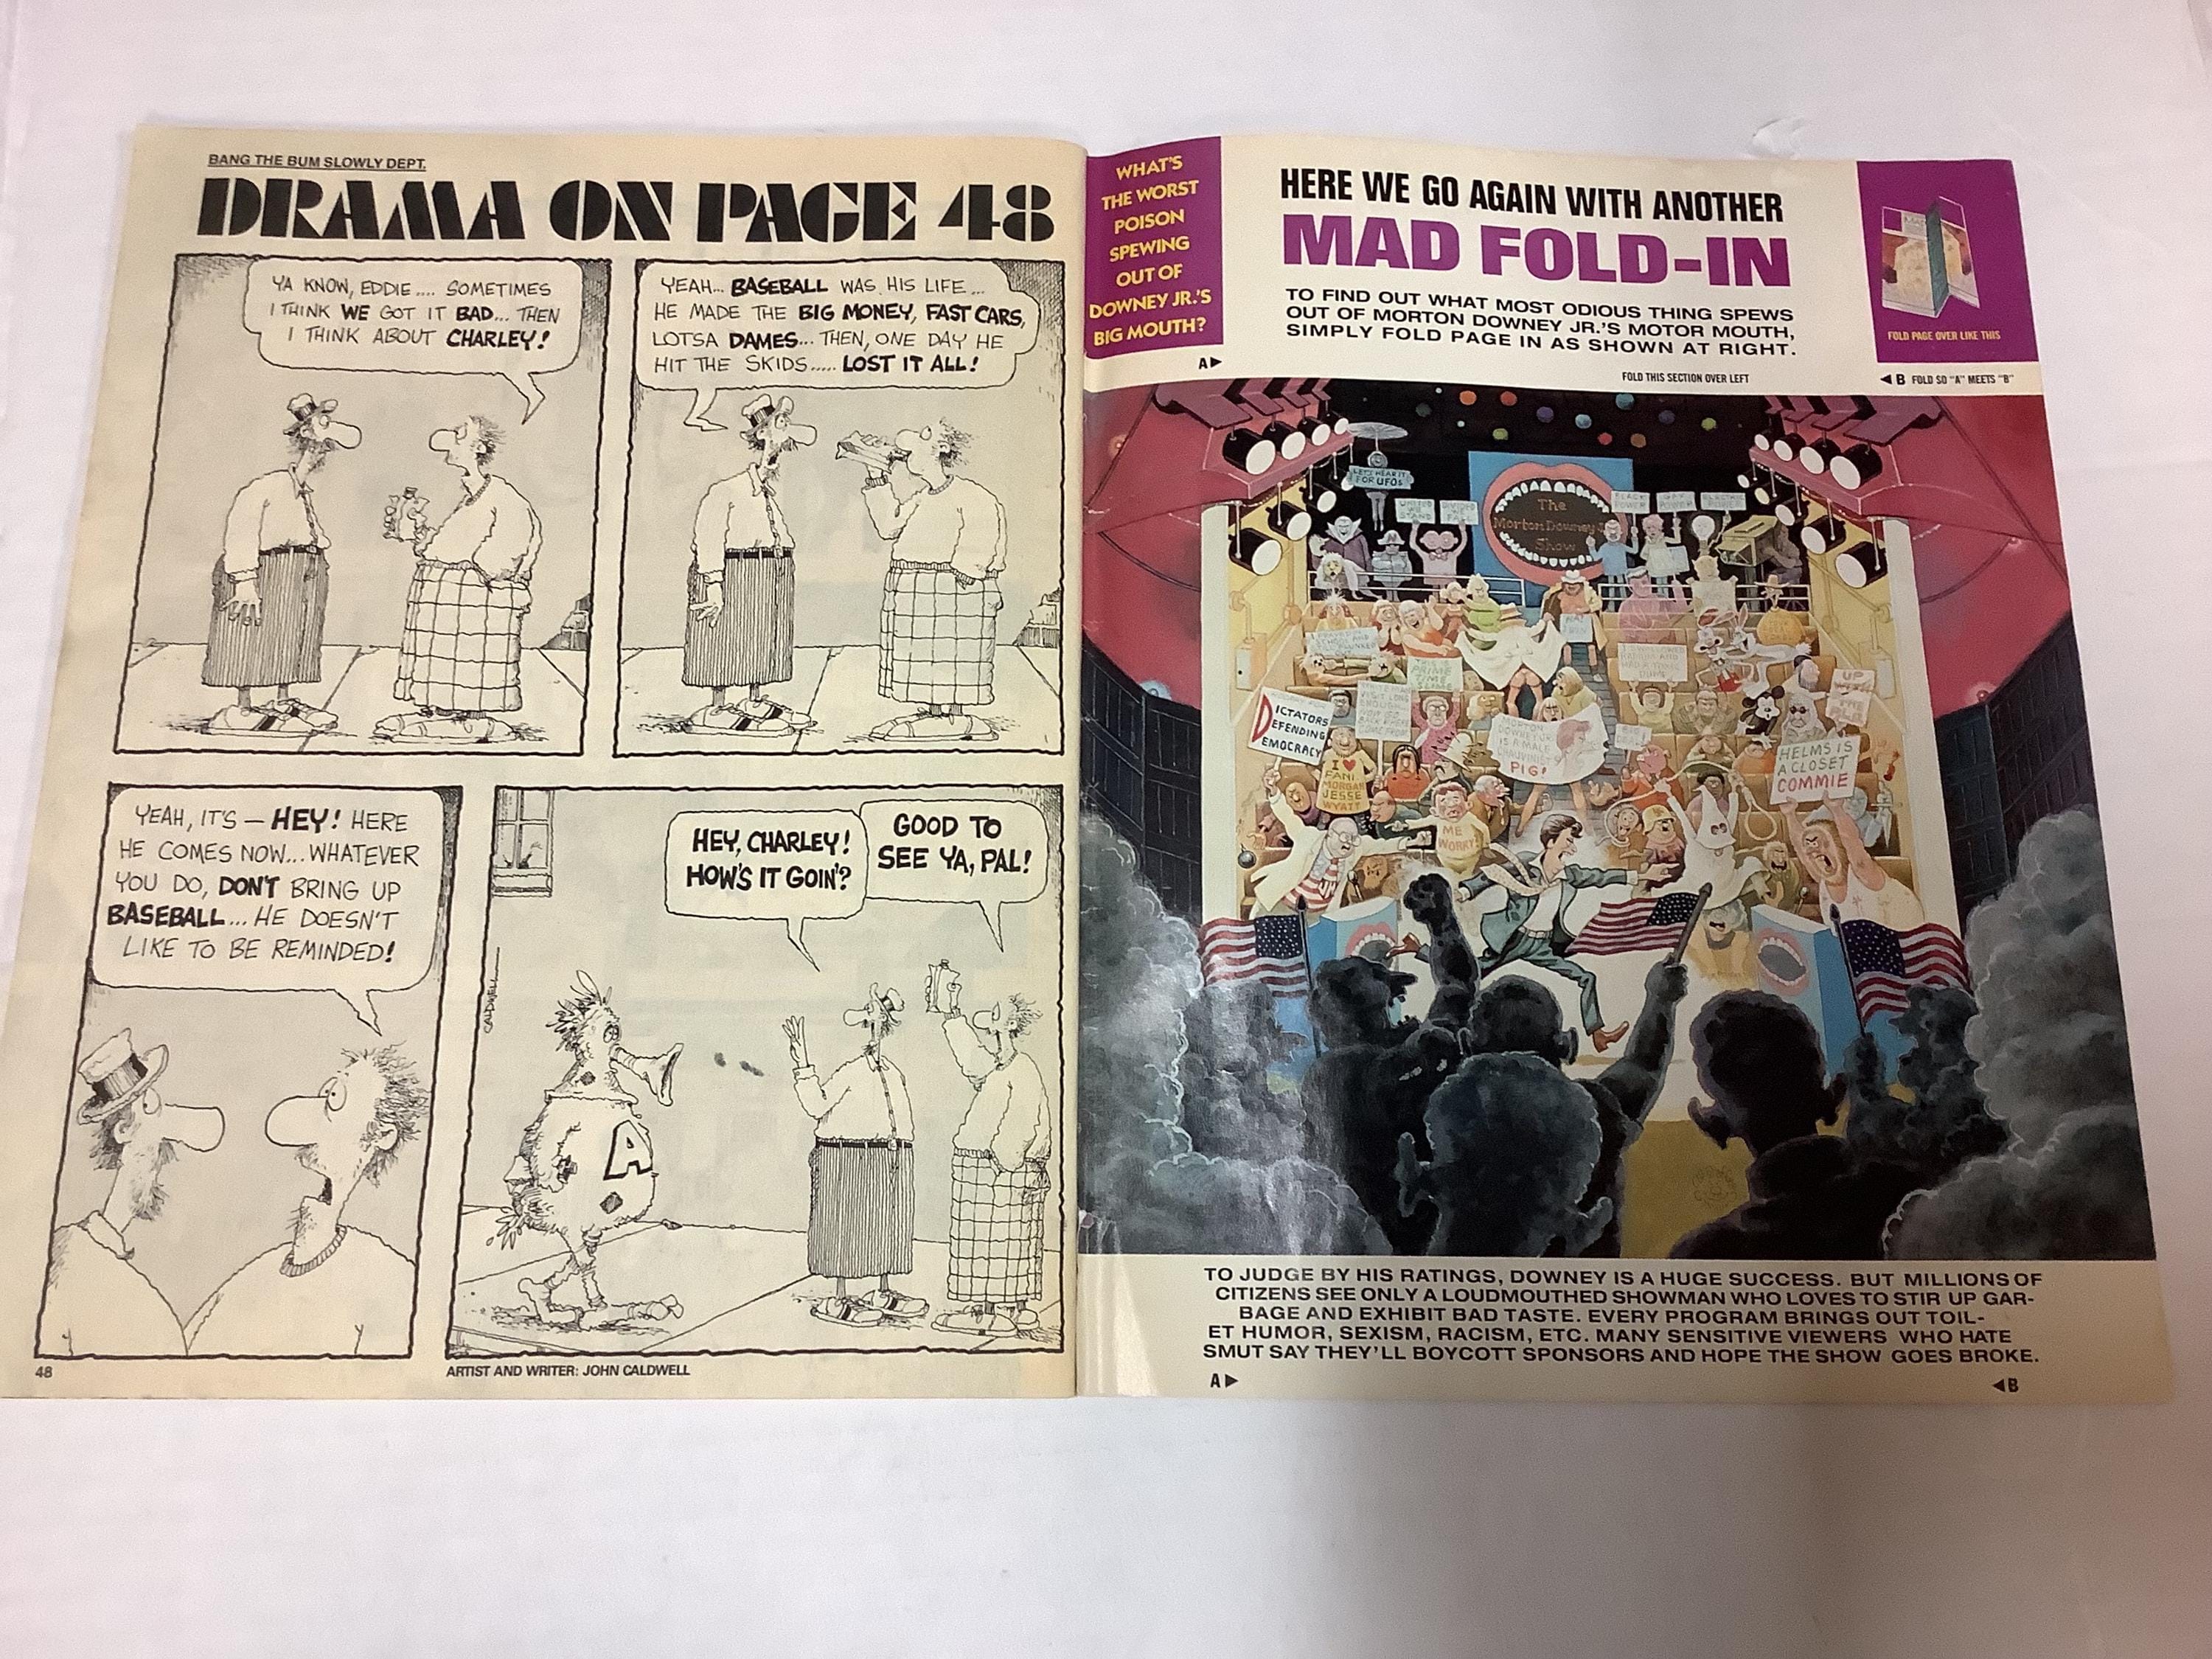 BANG THE BUM SLOWLY DEPT.
DRAMA ON PAGE 48
YA KNOW, EDDIE.... SOMETIMES
I THINK WE GOT IT BAD... THEN
I THINK ABOUT CHARLEY!
YEAH... BASEBALL WAS HIS LIFE...
HE MADE THE BIG MONEY, FAST CARS,
LOTSA DAMES... THEN, ONE DAY HE
HIT THE SKIDS..... LOST IT ALL!
YEAH, IT'S — HEY! HERE
HE COMES NOW... WHATEVER
YOU DO, DON'T BRING UP
BASEBALL... HE DOESN'T
LIKE TO BE REMINDED!
HEY, CHARLEY!
HOW'S IT GOIN'?
GOOD TO
SEE YA, PAL!
CALDWELL
A
48
ARTIST AND WRITER: JOHN CALDWELL
WHAT'S
THE WORST
POISON
SPEWING
OUT OF
DOWNEY JR.'S
BIG MOUTH?
A▶
HERE WE GO AGAIN WITH ANOTHER
MAD FOLD-IN
TO FIND OUT WHAT MOST ODIOUS THING SPEWS
OUT OF MORTON DOWNEY JR.'S MOTOR MOUTH,
SIMPLY FOLD PAGE IN AS SHOWN AT RIGHT.
FOLD THIS SECTION OVER LEFT
FOLD PAGE OVER LIKE THIS
◀B FOLD SO "A" MEETS "B"
LET'S HEAR IT
FOR UFOs
The
Morton Downey Jr.
Show
DICTATORS
DEFENDING
DEMOCRACY
I ♥
FANI
MORGAN
JESSE
WYATT
IS A MALE
CHAUVINIST
PIG!
HELMS IS
A CLOSET
COMMIE
ME
WORRY?
TO JUDGE BY HIS RATINGS, DOWNEY IS A HUGE SUCCESS. BUT MILLIONS OF
CITIZENS SEE ONLY A LOUDMOUTHED SHOWMAN WHO LOVES TO STIR UP GAR-
BAGE AND EXHIBIT BAD TASTE. EVERY PROGRAM BRINGS OUT TOIL-
ET HUMOR, SEXISM, RACISM, ETC. MANY SENSITIVE VIEWERS WHO HATE
SMUT SAY THEY'LL BOYCOTT SPONSORS AND HOPE THE SHOW GOES BROKE.
A▶
◀B